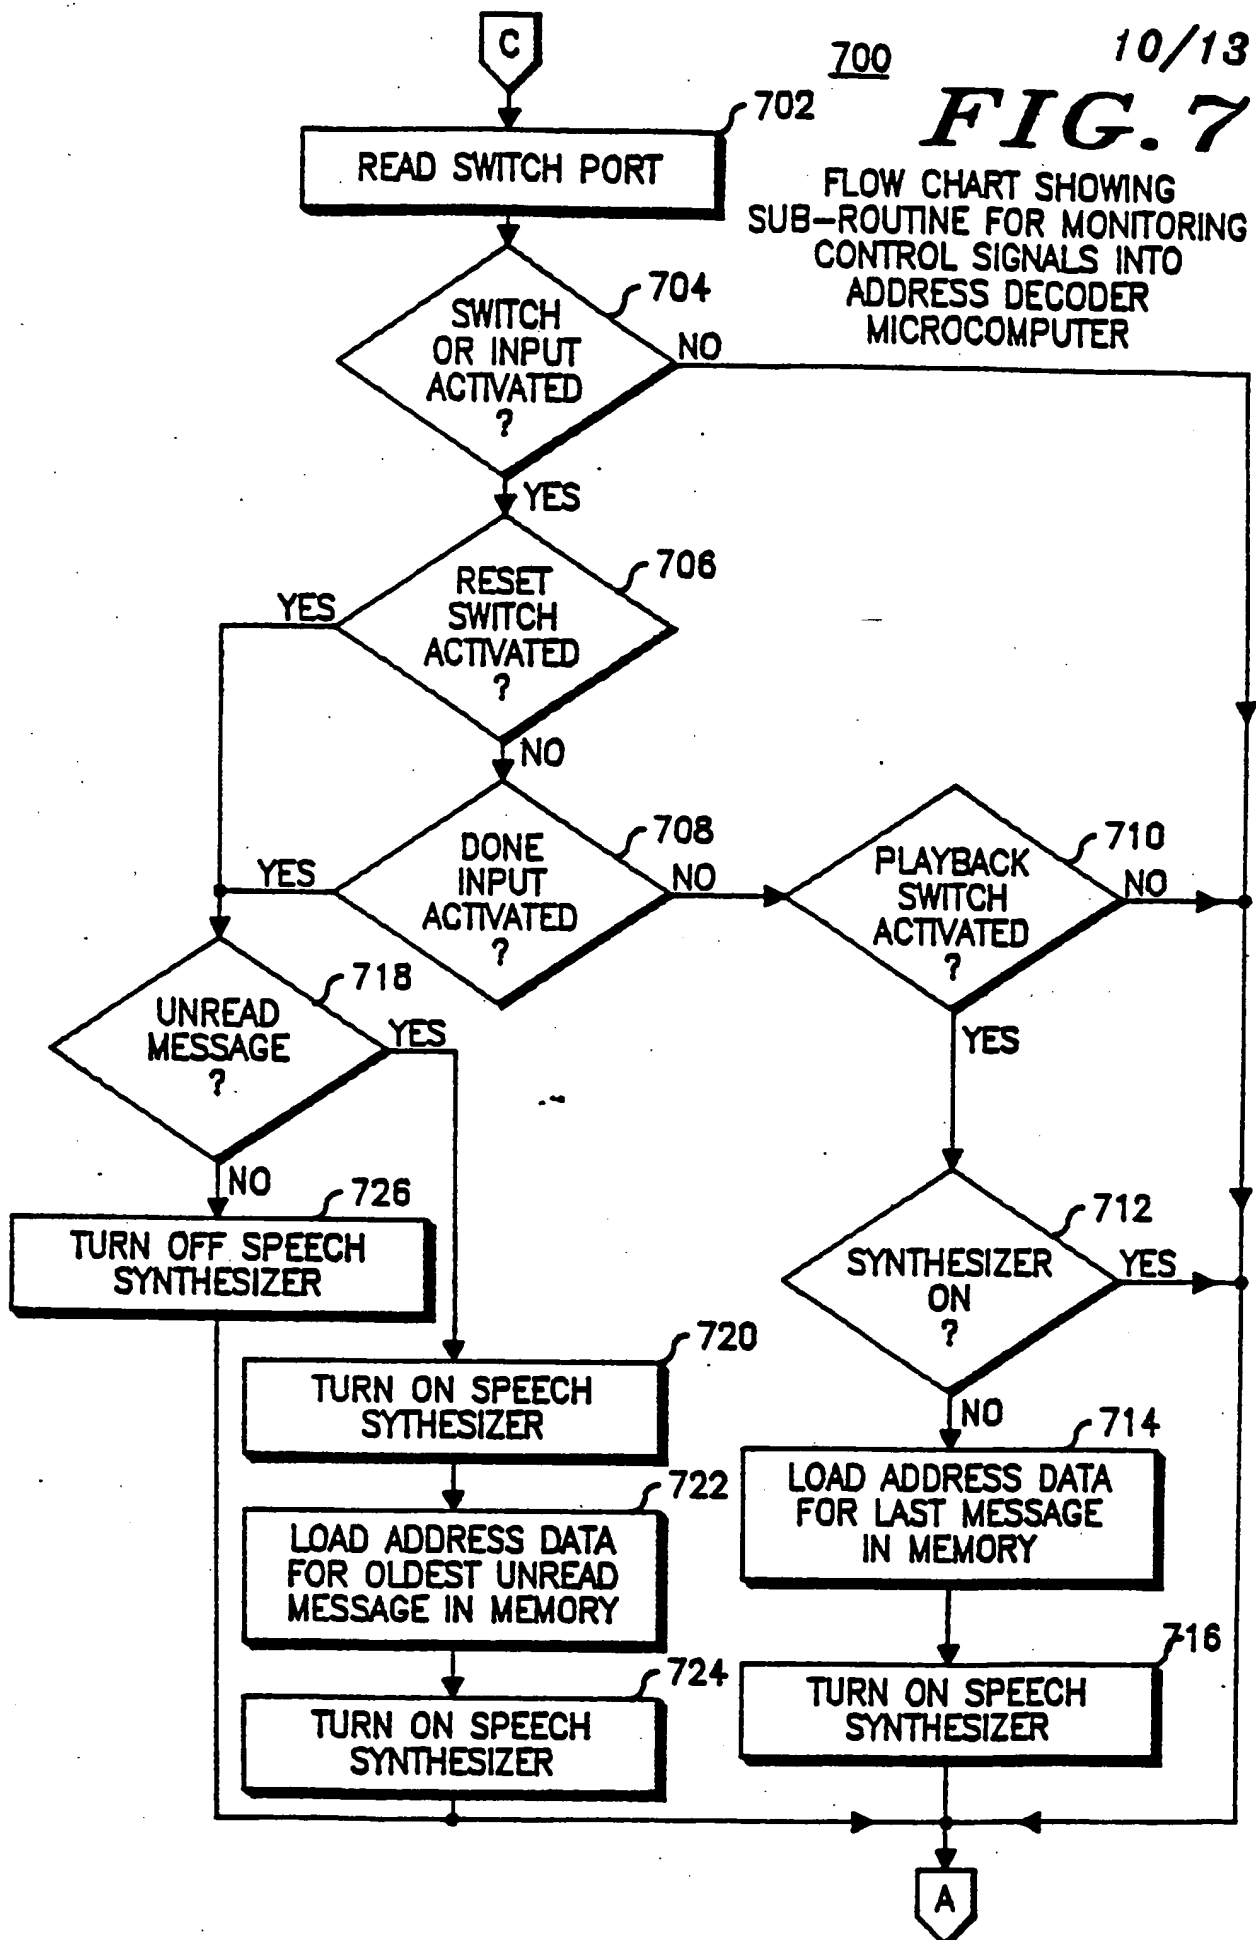 C
700
10/13
FIG. 7
FLOW CHART SHOWING
SUB-ROUTINE FOR MONITORING
CONTROL SIGNALS INTO
ADDRESS DECODER
MICROCOMPUTER
702
READ SWITCH PORT
704
SWITCH
OR INPUT
ACTIVATED
?
NO
YES
706
RESET
SWITCH
ACTIVATED
?
YES
NO
708
DONE
INPUT
ACTIVATED
?
YES
NO
710
PLAYBACK
SWITCH
ACTIVATED
?
NO
YES
718
UNREAD
MESSAGE
?
YES
NO
726
TURN OFF SPEECH
SYNTHESIZER
712
SYNTHESIZER
ON
?
YES
NO
720
TURN ON SPEECH
SYTHESIZER
722
LOAD ADDRESS DATA
FOR OLDEST UNREAD
MESSAGE IN MEMORY
724
TURN ON SPEECH
SYNTHESIZER
714
LOAD ADDRESS DATA
FOR LAST MESSAGE
IN MEMORY
716
TURN ON SPEECH
SYNTHESIZER
A